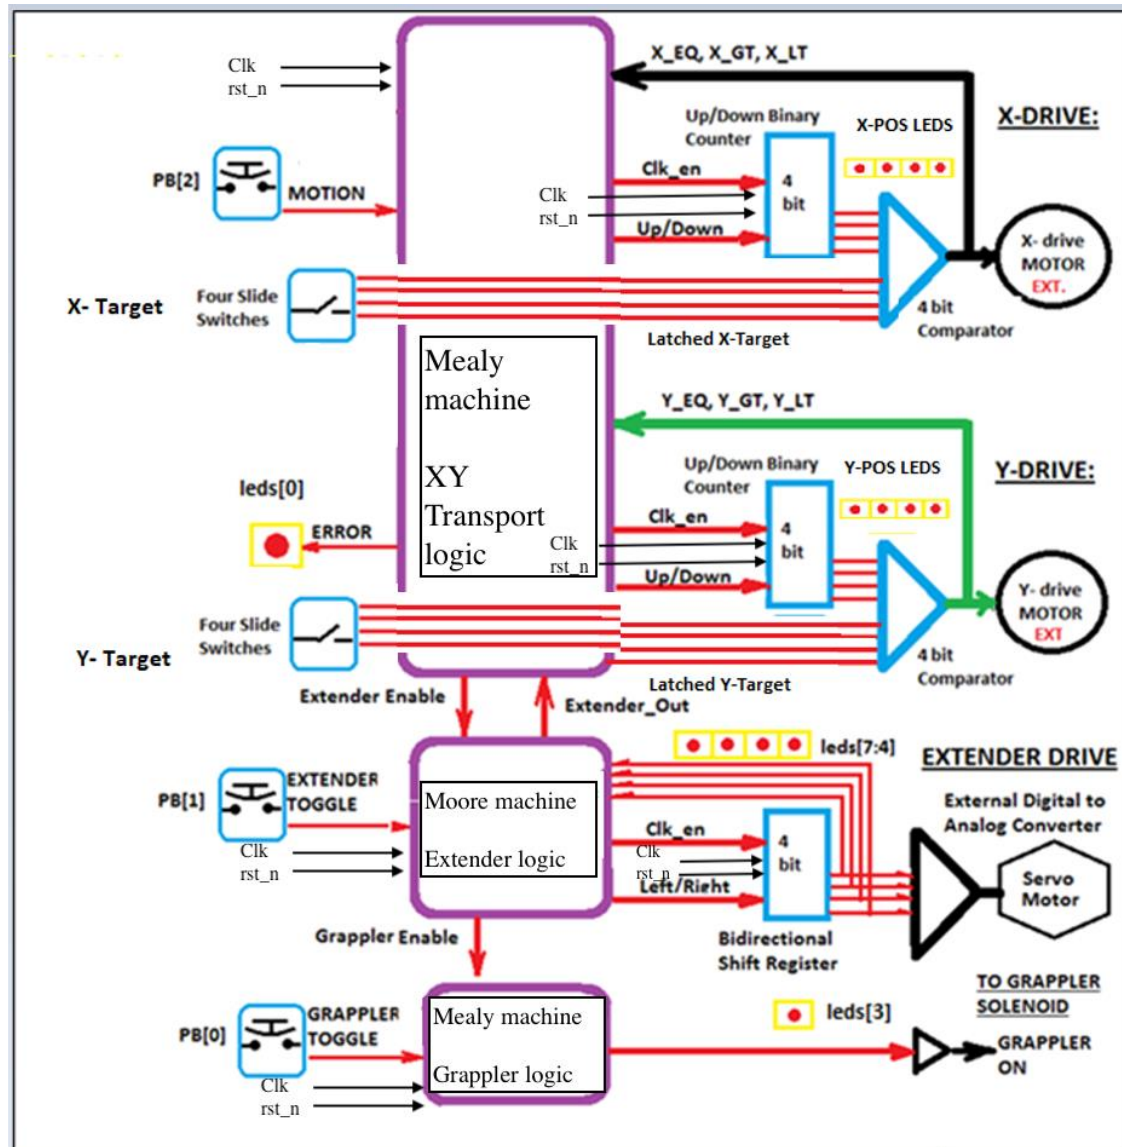 X_EQ, X_GT, X_LT
Clk
rst_n
X-DRIVE:
Up/Down Binary
Counter
X-POS LEDS
PB[2]
MOTION
Clk_en
Clk
rst_n
Up/Down
4
bit
X- drive
MOTOR
EXT.
X- Target
Four Slide
Switches
4 bit
Comparator
Latched X-Target
Mealy
machine
XY
Transport
logic
Y_EQ, Y_GT, Y_LT
Up/Down Binary
Counter
Y-POS LEDS
Y-DRIVE:
leds[0]
ERROR
Clk_en
Clk
rst_n
Up/Down
4
bit
Y- drive
MOTOR
EXT
Y- Target
Four Slide
Switches
4 bit
Comparator
Latched Y-Target
Extender Enable
Extender_Out
leds[7:4]
EXTENDER DRIVE
PB[1]
EXTENDER
TOGGLE
Clk
rst_n
Moore machine
Extender logic
Clk_en
Clk
rst_n
Left/Right
4
bit
External Digital to
Analog Converter
Servo
Motor
Grappler Enable
Bidirectional
Shift Register
TO GRAPPLER
SOLENOID
PB[0]
GRAPPLER
TOGGLE
Clk
rst_n
Mealy machine
Grappler logic
leds[3]
GRAPPLER
ON